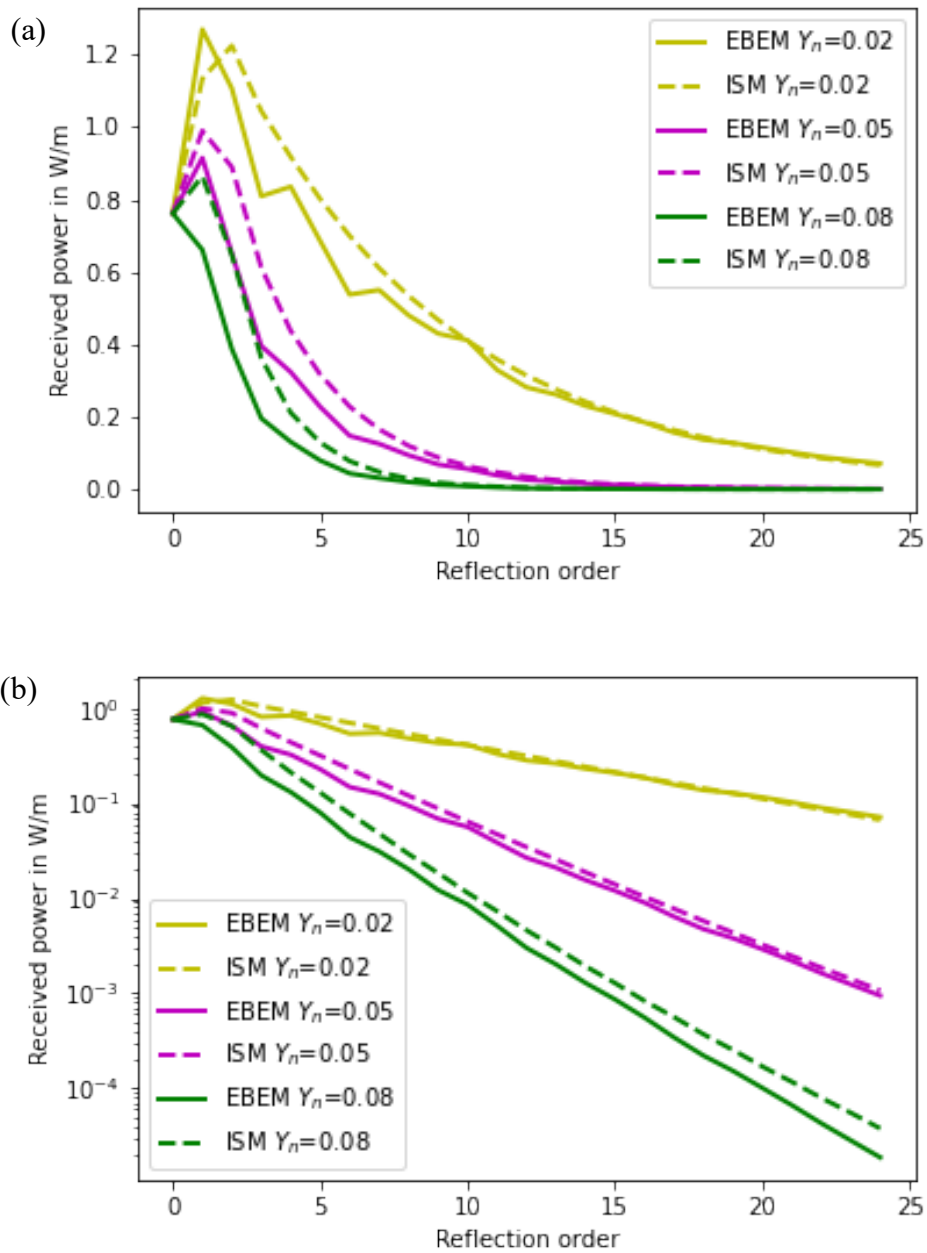 (a)
1.2
1.0
0.8
0.6
0.4
0.2
0.0
Received power in W/m
EBEM Yₙ=0.02
ISM Yₙ=0.02
EBEM Yₙ=0.05
ISM Yₙ=0.05
EBEM Yₙ=0.08
ISM Yₙ=0.08
0 5 10 15 20 25
Reflection order
(b)
10⁰
10⁻¹
10⁻²
10⁻³
10⁻⁴
Received power in W/m
EBEM Yₙ=0.02
ISM Yₙ=0.02
EBEM Yₙ=0.05
ISM Yₙ=0.05
EBEM Yₙ=0.08
ISM Yₙ=0.08
0 5 10 15 20 25
Reflection order